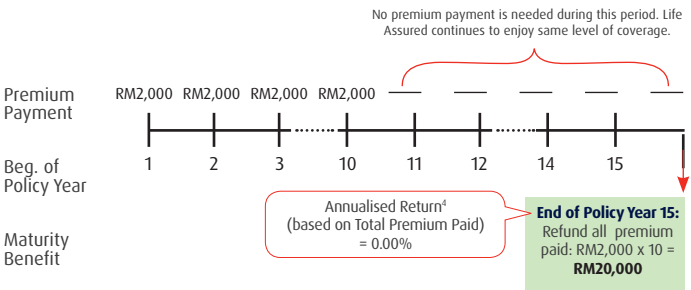 No premium payment is needed during this period. Life
Assured continues to enjoy same level of coverage.
Premium
Payment
RM2,000 RM2,000 RM2,000 RM2,000
Beg. of
Policy Year
1 2 3 10 11 12 14 15
Maturity
Benefit
Annualised Return4
(based on Total Premium Paid)
= 0.00%
End of Policy Year 15:
Refund all premium
paid: RM2,000 x 10 =
RM20,000